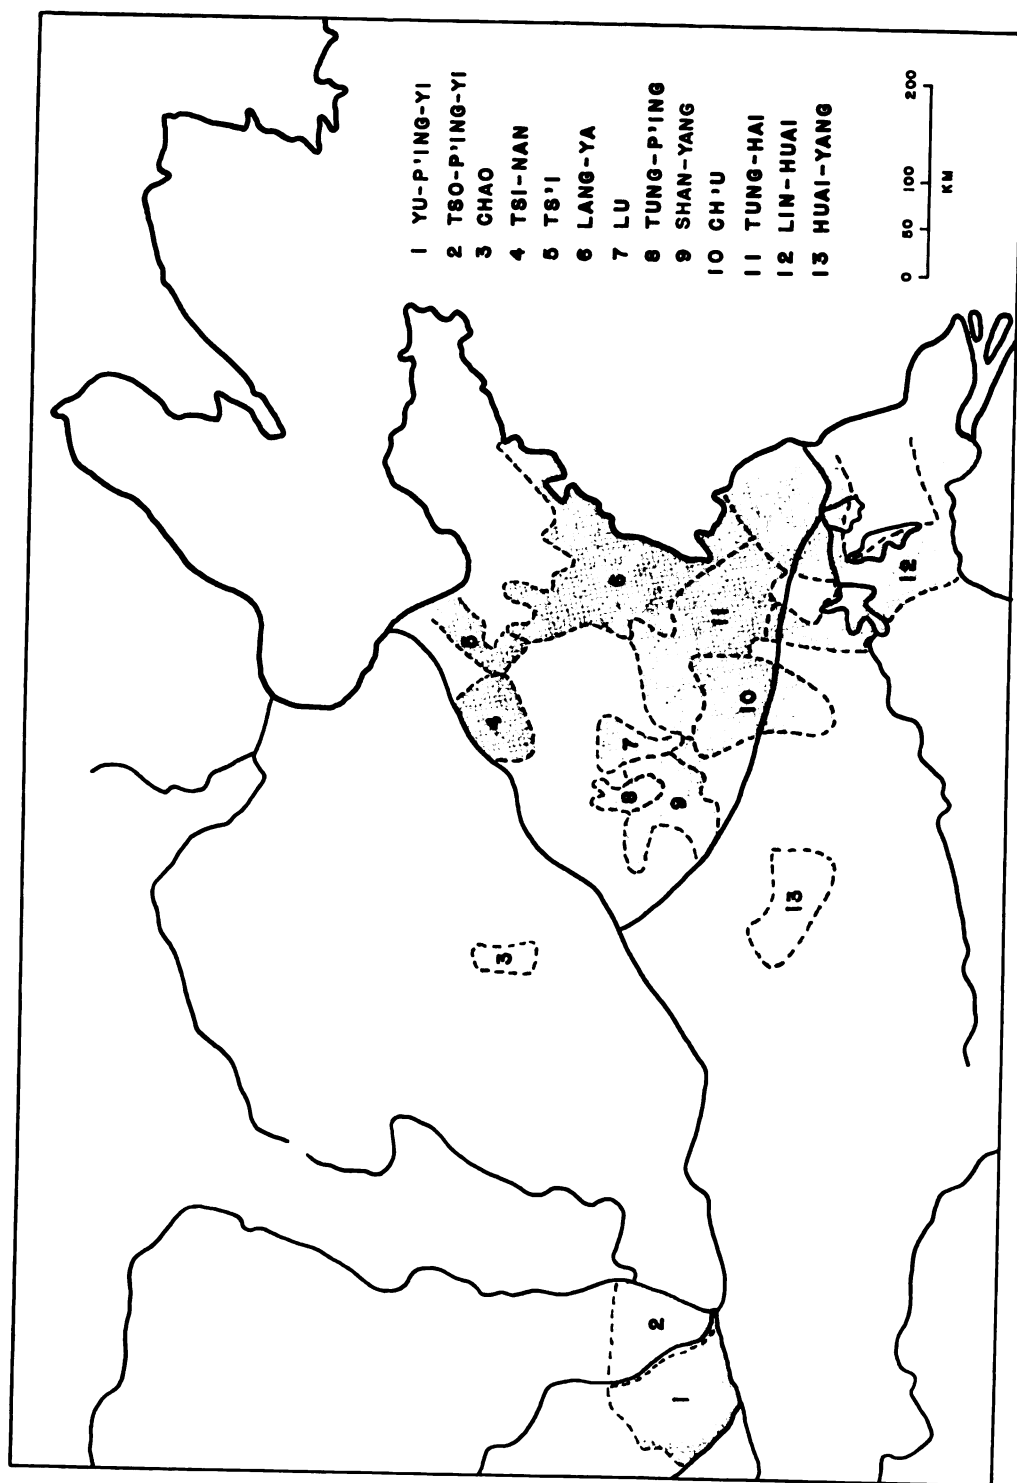 1 YU-P'ING-YI
2 TSO-P'ING-YI
3 CHAO
4 TSI-NAN
5 TS'I
6 LANG-YA
7 LU
8 TUNG-P'ING
9 SHAN-YANG
10 CH'U
11 TUNG-HAI
12 LIN-HUAI
13 HUAI-YANG
0 50 100 200
KM
5
4
6
3
7
8
9
11
10
12
13
2
1